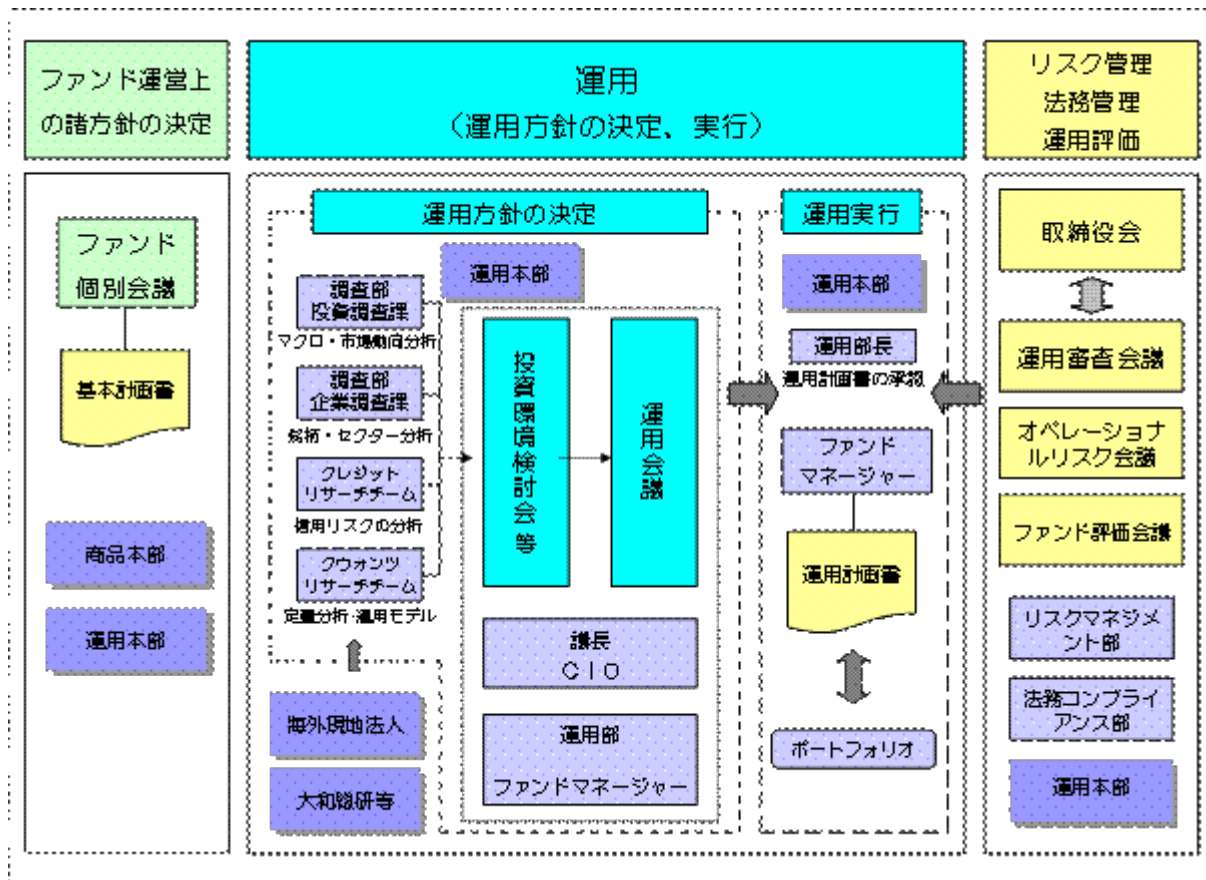 ファンド運営上
の諸方針の決定
運用
（運用方針の決定、実行）
リスク管理
法務管理
運用評価
ファンド
個別会議
基本計画書
商品本部
運用本部
運用方針の決定
運用本部
調査部
投資調査課
マクロ・市場動向分析
調査部
企業調査課
銘柄・セクター分析
クレジット
リサーチチーム
信用リスクの分析
クウォンツ
リサーチチーム
定量分析・運用モデル
海外現地法人
大和総研等
投資環境検討会等
運用会議
議長
ＣＩＯ
運用部
ファンドマネージャー
運用実行
運用本部
運用部長
運用計画書の承認
ファンド
マネージャー
運用計画書
ポートフォリオ
取締役会
運用審査会議
オペレーショナ
ルリスク会議
ファンド評価会議
リスクマネジメ
ント部
法務コンプライ
アンス部
運用本部